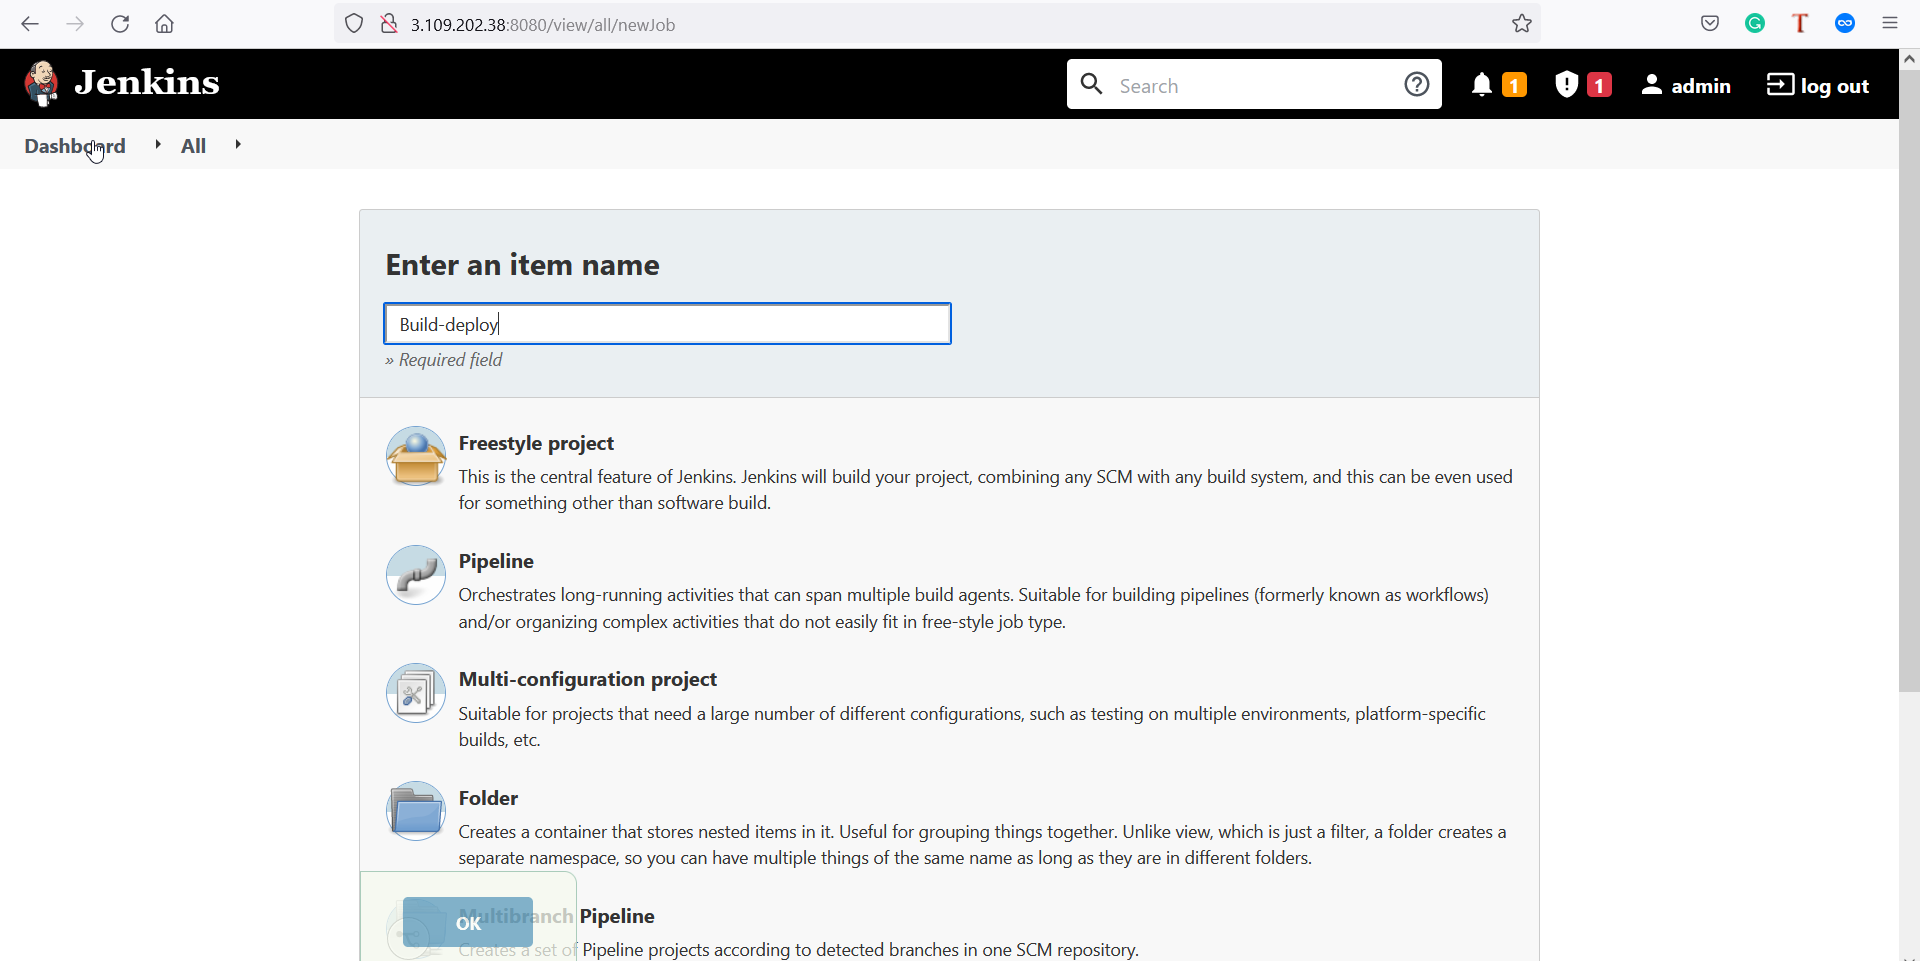 3.109.202.38:8080/view/all/newJob
Jenkins
Search
1
1
admin
log out
Dashboard
All
Enter an item name
Build-deploy
» Required field
Freestyle project
This is the central feature of Jenkins. Jenkins will build your project, combining any SCM with any build system, and this can be even used
for something other than software build.
Pipeline
Orchestrates long-running activities that can span multiple build agents. Suitable for building pipelines (formerly known as workflows)
and/or organizing complex activities that do not easily fit in free-style job type.
Multi-configuration project
Suitable for projects that need a large number of different configurations, such as testing on multiple environments, platform-specific
builds, etc.
Folder
Creates a container that stores nested items in it. Useful for grouping things together. Unlike view, which is just a filter, a folder creates a
separate namespace, so you can have multiple things of the same name as long as they are in different folders.
OK
Multibranch Pipeline
Creates a set of Pipeline projects according to detected branches in one SCM repository.